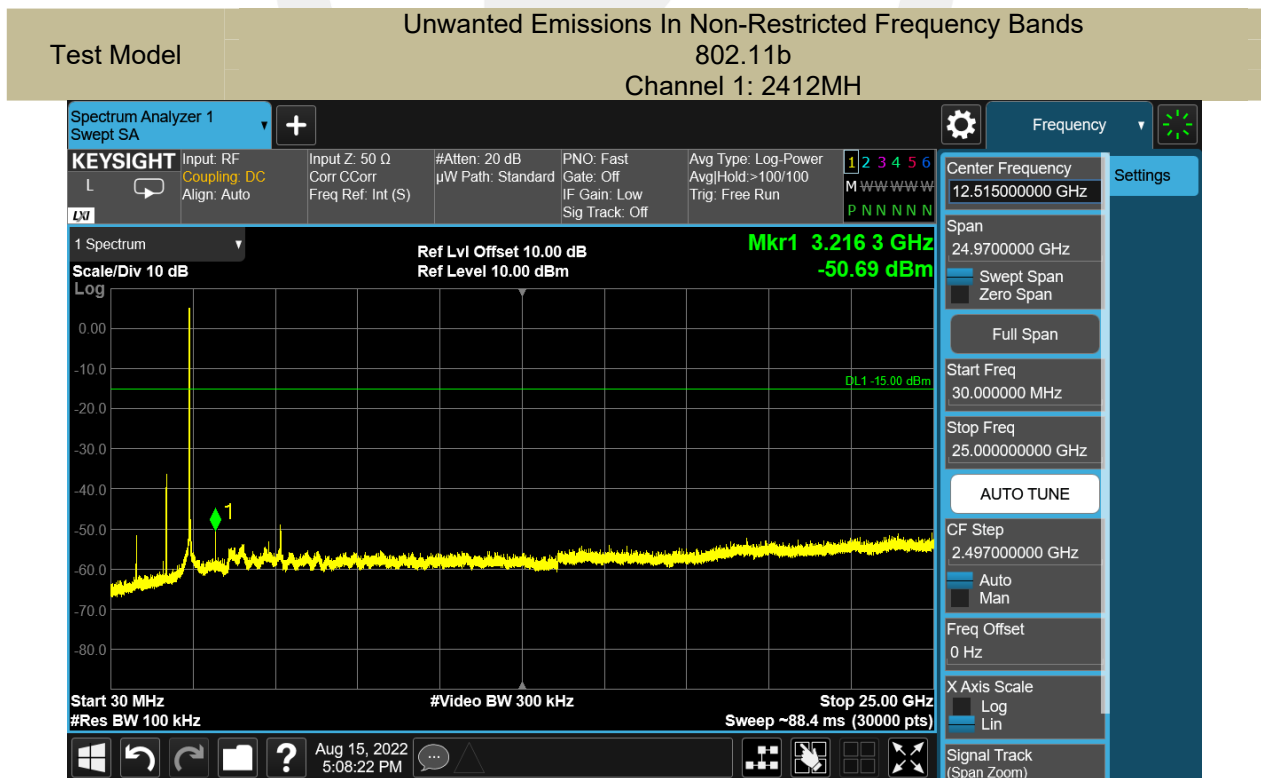 Test Model
Unwanted Emissions In Non-Restricted Frequency Bands
802.11b
Channel 1: 2412MH
Spectrum Analyzer 1
Swept SA
Frequency
KEYSIGHT
L
LXI
Input: RF
Coupling: DC
Align: Auto
Input Z: 50 Ω
Corr CCorr
Freq Ref: Int (S)
#Atten: 20 dB
µW Path: Standard
PNO: Fast
Gate: Off
IF Gain: Low
Sig Track: Off
Avg Type: Log-Power
Avg|Hold:>100/100
Trig: Free Run
1 2 3 4 5 6
M W W W W W
P N N N N N
Settings
1 Spectrum
Scale/Div 10 dB
Log
Ref Lvl Offset 10.00 dB
Ref Level 10.00 dBm
Mkr1 3.216 3 GHz
-50.69 dBm
0.00
-10.0
-20.0
-30.0
-40.0
-50.0
-60.0
-70.0
-80.0
DL1 -15.00 dBm
1
Start 30 MHz
#Res BW 100 kHz
#Video BW 300 kHz
Stop 25.00 GHz
Sweep ~88.4 ms (30000 pts)
Aug 15, 2022
5:08:22 PM
Center Frequency
12.515000000 GHz
Span
24.9700000 GHz
Swept Span
Zero Span
Full Span
Start Freq
30.000000 MHz
Stop Freq
25.000000000 GHz
AUTO TUNE
CF Step
2.497000000 GHz
Auto
Man
Freq Offset
0 Hz
X Axis Scale
Log
Lin
Signal Track
(Span Zoom)